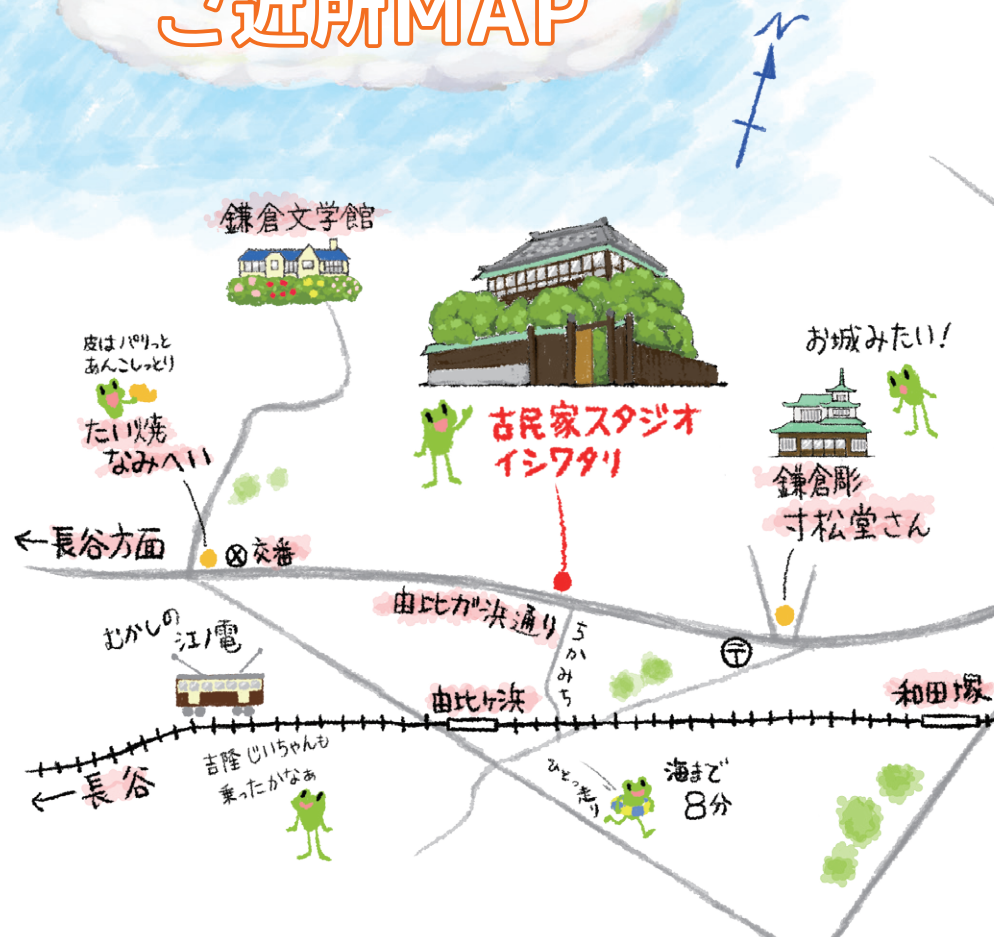 ご近所MAP
N
鎌倉文学館
皮はパリっと
あんこしっとり
たい焼
なみへい
お城みたい!
古民家スタジオ
イシワタリ
鎌倉彫
寸松堂さん
←長谷方面
交番
由比ガ浜通り
ちかみち
〒
むかしの
江ノ電
由比ヶ浜
和田塚
←長谷
吉隆じいちゃんも
乗ったかなぁ
ひとっ走り
海まで
8分